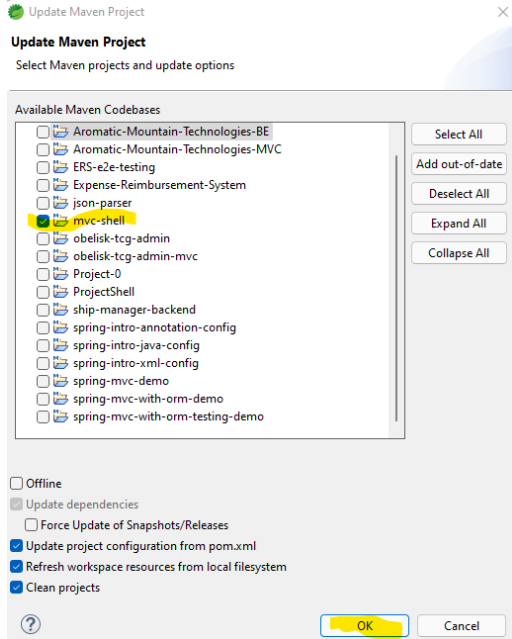 Update Maven Project
Update Maven Project
Select Maven projects and update options
Available Maven Codebases
Aromatic-Mountain-Technologies-BE
Aromatic-Mountain-Technologies-MVC
ERS-e2e-testing
Expense-Reimbursement-System
json-parser
mvc-shell
obelisk-tcg-admin
obelisk-tcg-admin-mvc
Project-0
ProjectShell
ship-manager-backend
spring-intro-annotation-config
spring-intro-java-config
spring-intro-xml-config
spring-mvc-demo
spring-mvc-with-orm-demo
spring-mvc-with-orm-testing-demo
Select All
Add out-of-date
Deselect All
Expand All
Collapse All
Offline
Update dependencies
Force Update of Snapshots/Releases
Update project configuration from pom.xml
Refresh workspace resources from local filesystem
Clean projects
?
OK
Cancel